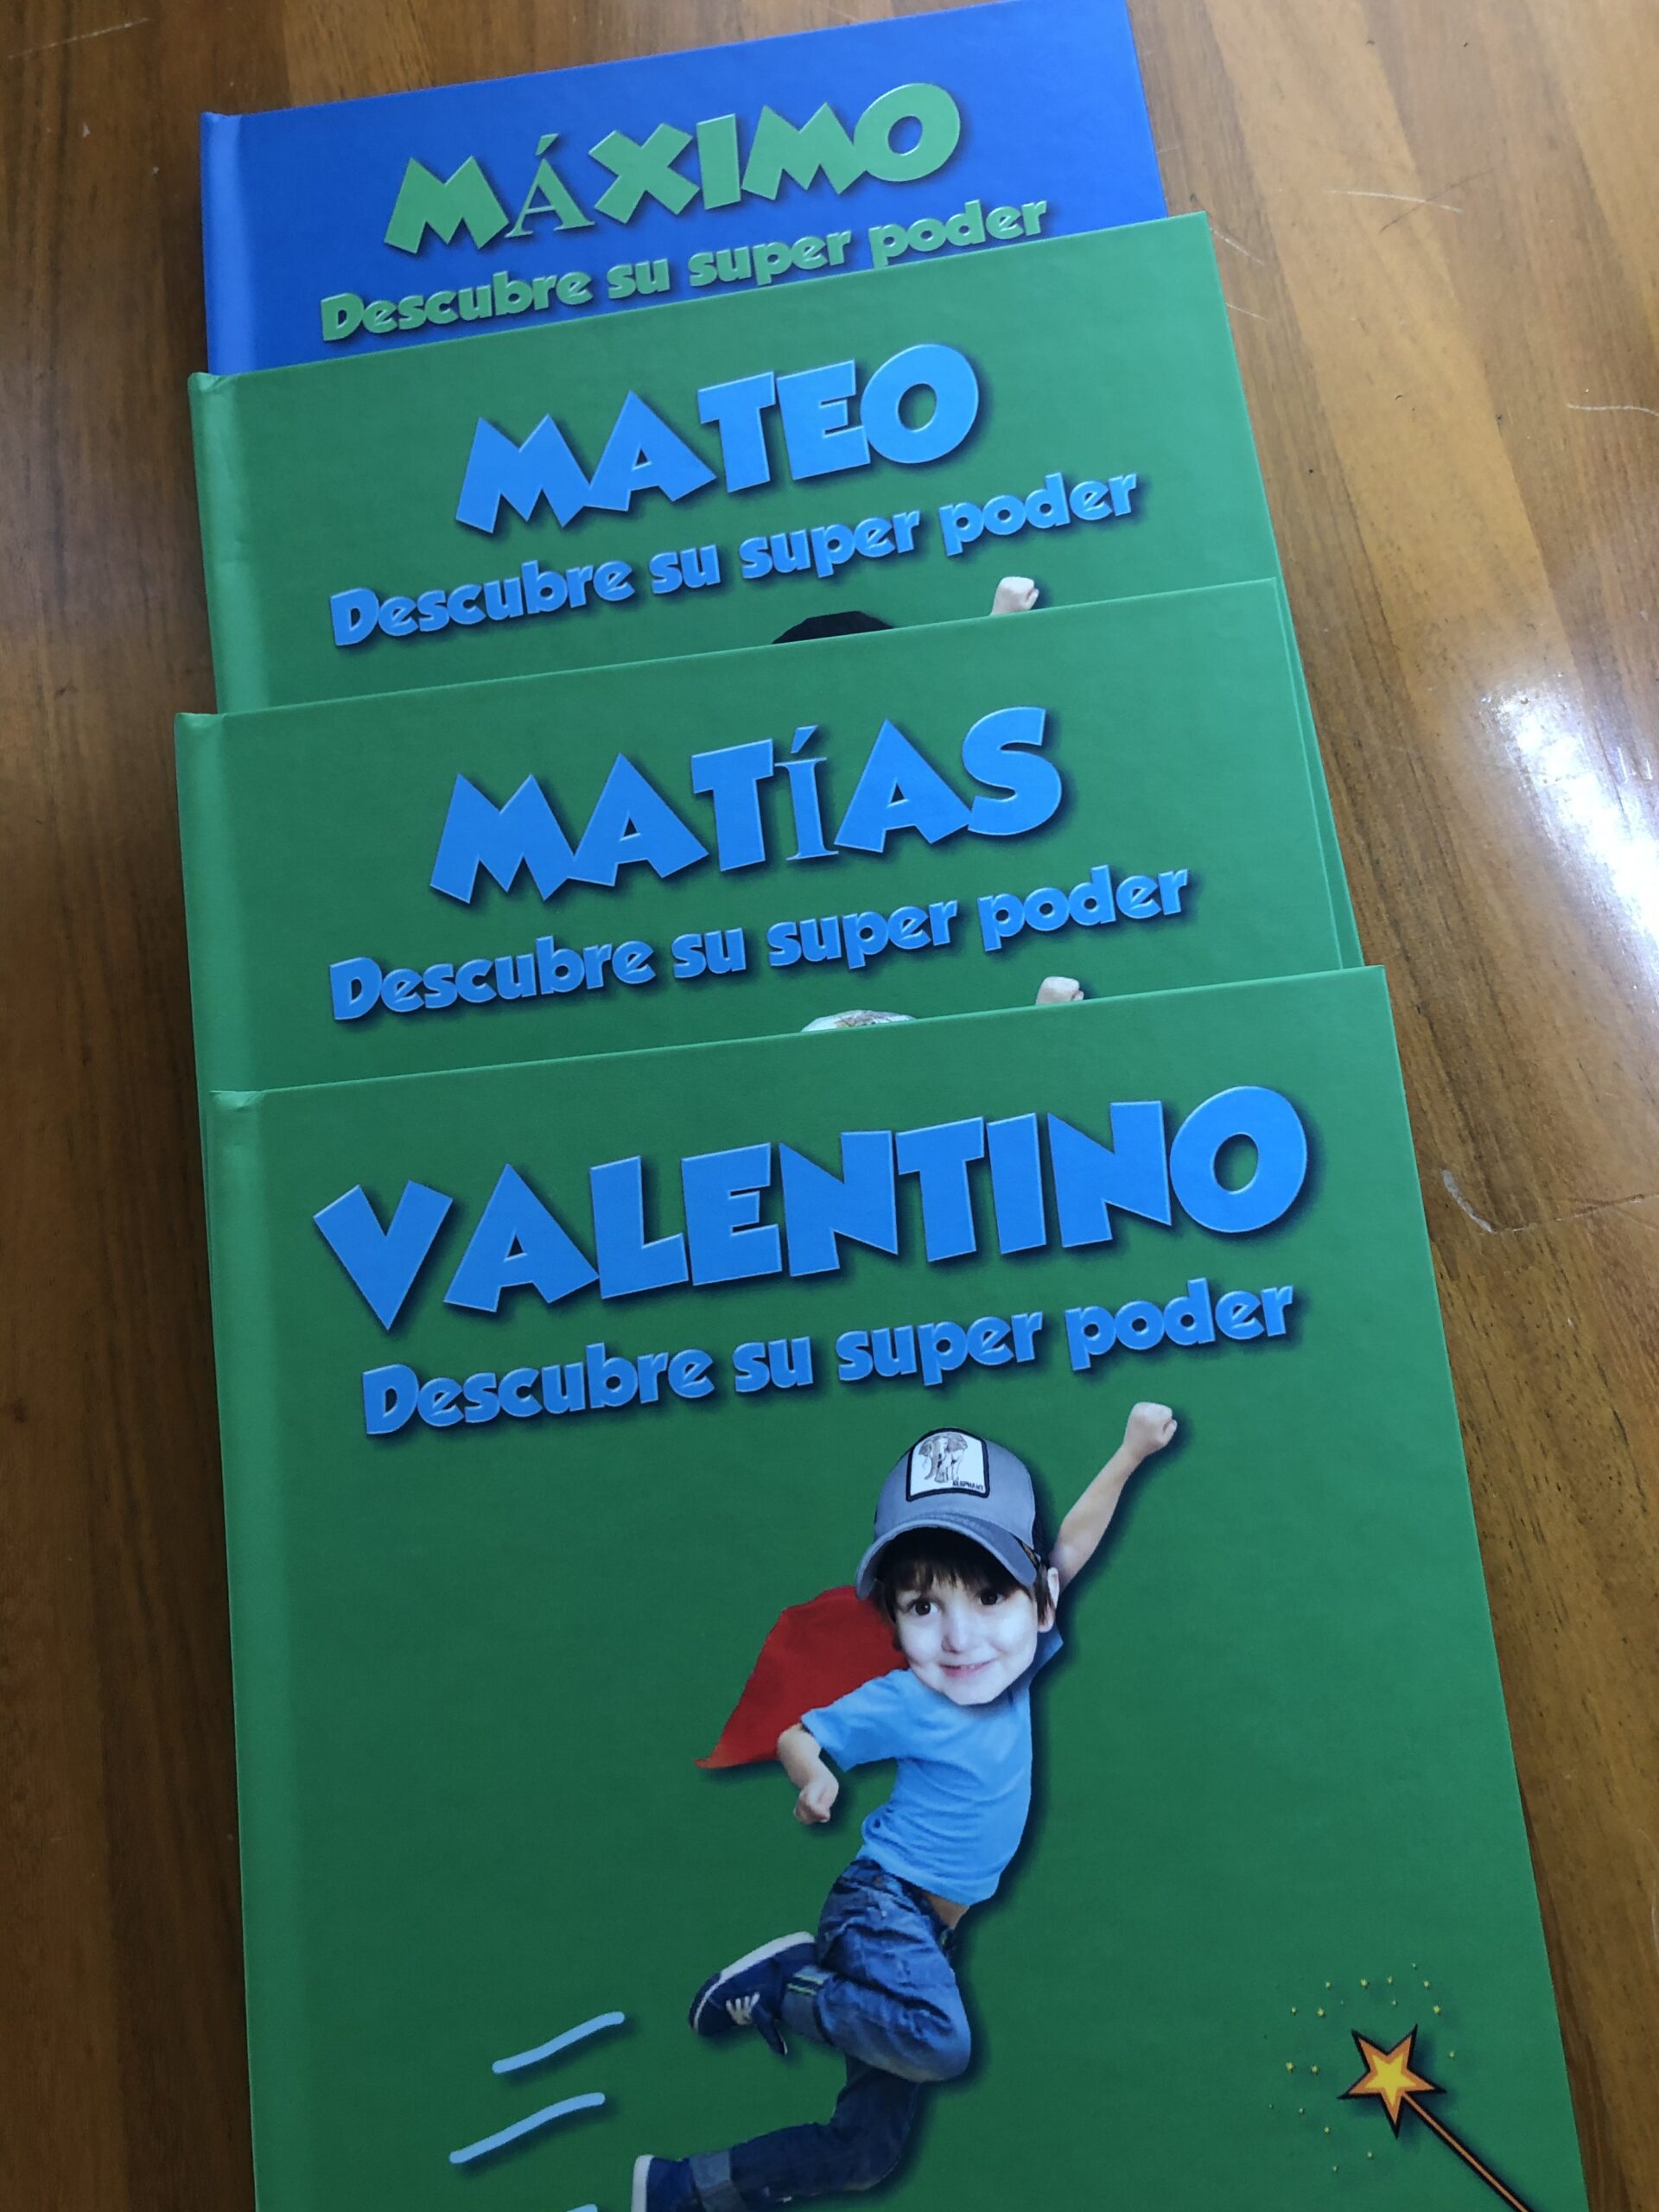 MÁXIMO
Descubre su super poder
MATEO
Descubre su super poder
MATÍAS
Descubre su super poder
VALENTINO
Descubre su super poder
ELEPHANT